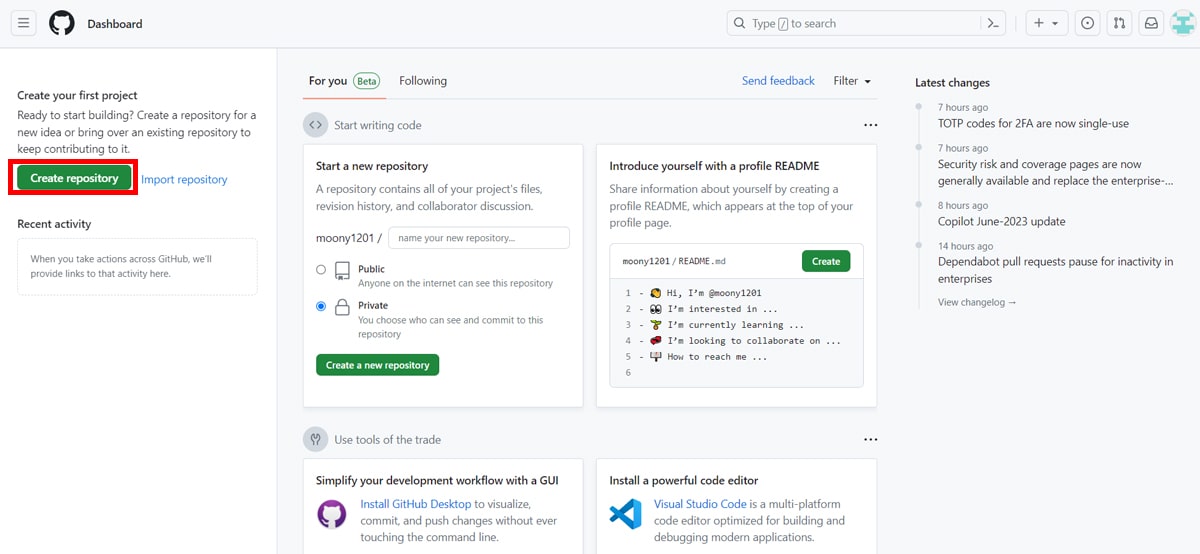 Dashboard
Type / to search
Create your first project
Ready to start building? Create a repository for a
new idea or bring over an existing repository to
keep contributing to it.
Create repository
Import repository
Recent activity
When you take actions across GitHub, we'll
provide links to that activity here.
For you Beta
Following
Send feedback
Filter
Start writing code
Start a new repository
A repository contains all of your project's files,
revision history, and collaborator discussion.
moony1201 /
name your new repository...
Public
Anyone on the internet can see this repository
Private
You choose who can see and commit to this
repository
Create a new repository
Introduce yourself with a profile README
Share information about yourself by creating a
profile README, which appears at the top of your
profile page.
moony1201 / README.md
Create
1 - 👋 Hi, I'm @moony1201
2 - 👀 I'm interested in ...
3 - 🌱 I'm currently learning ...
4 - 💞️ I'm looking to collaborate on ...
5 - 📫 How to reach me ...
6
Use tools of the trade
Simplify your development workflow with a GUI
Install GitHub Desktop to visualize,
commit, and push changes without ever
touching the command line.
Install a powerful code editor
Visual Studio Code is a multi-platform
code editor optimized for building and
debugging modern applications.
Latest changes
7 hours ago
TOTP codes for 2FA are now single-use
7 hours ago
Security risk and coverage pages are now
generally available and replace the enterprise-...
8 hours ago
Copilot June-2023 update
14 hours ago
Dependabot pull requests pause for inactivity in
enterprises
View changelog →